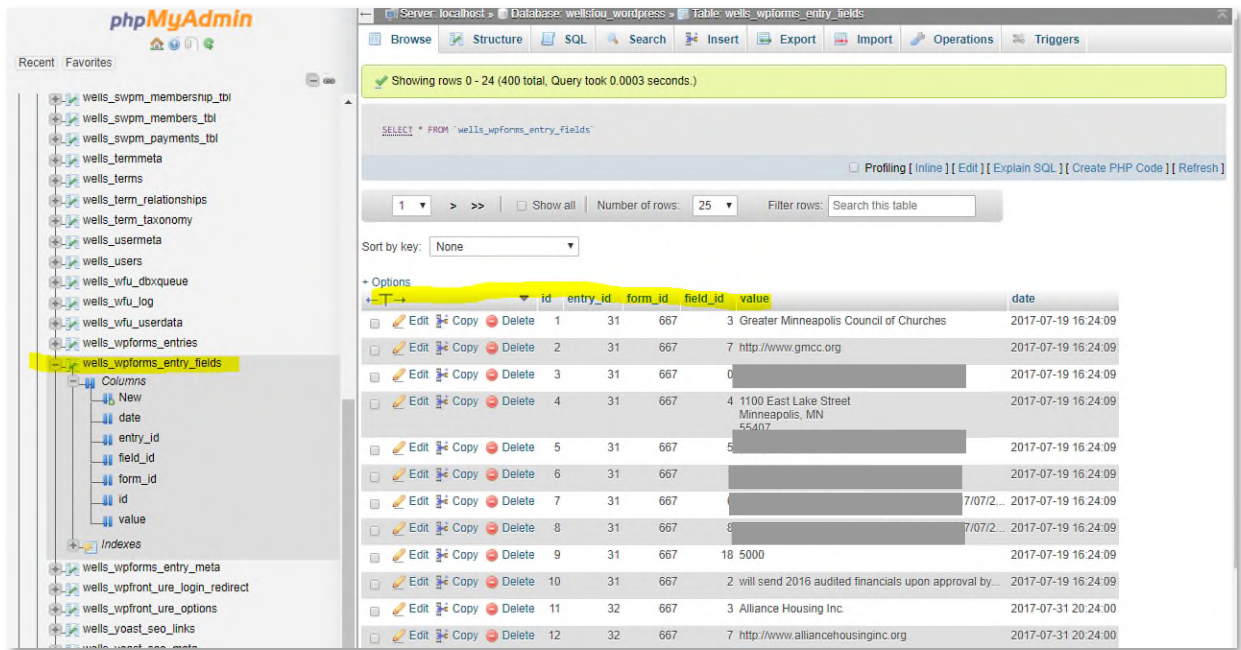 phpMyAdmin
Recent Favorites
wells_swpm_membership_tbl
wells_swpm_members_tbl
wells_swpm_payments_tbl
wells_termmeta
wells_terms
wells_term_relationships
wells_term_taxonomy
wells_usermeta
wells_users
wells_wfu_dbxqueue
wells_wfu_log
wells_wfu_userdata
wells_wpforms_entries
wells_wpforms_entry_fields
Columns
New
date
entry_id
field_id
form_id
id
value
Indexes
wells_wpforms_entry_meta
wells_wpfront_ure_login_redirect
wells_wpfront_ure_options
wells_yoast_seo_links
wells_yoast_seo_meta
Server: localhost » Database: wellsfou_wordpress » Table: wells_wpforms_entry_fields
Browse Structure SQL Search Insert Export Import Operations Triggers
Showing rows 0 - 24 (400 total, Query took 0.0003 seconds.)
SELECT * FROM `wells_wpforms_entry_fields`
Profiling [ Inline ] [ Edit ] [ Explain SQL ] [ Create PHP Code ] [ Refresh ]
1 > >> Show all Number of rows: 25 Filter rows: Search this table
Sort by key: None
+ Options
←T→ id entry_id form_id field_id value date
Edit Copy Delete 1 31 667 3 Greater Minneapolis Council of Churches 2017-07-19 16:24:09
Edit Copy Delete 2 31 667 7 http://www.gmcc.org 2017-07-19 16:24:09
Edit Copy Delete 3 31 667 0 2017-07-19 16:24:09
Edit Copy Delete 4 31 667 4 1100 East Lake Street 2017-07-19 16:24:09
Minneapolis, MN
55407
Edit Copy Delete 5 31 667 5 2017-07-19 16:24:09
Edit Copy Delete 6 31 667 2017-07-19 16:24:09
Edit Copy Delete 7 31 667 7/07/2... 2017-07-19 16:24:09
Edit Copy Delete 8 31 667 8 7/07/2... 2017-07-19 16:24:09
Edit Copy Delete 9 31 667 18 5000 2017-07-19 16:24:09
Edit Copy Delete 10 31 667 2 will send 2016 audited financials upon approval by... 2017-07-19 16:24:09
Edit Copy Delete 11 32 667 3 Alliance Housing Inc. 2017-07-31 20:24:00
Edit Copy Delete 12 32 667 7 http://www.alliancehousinginc.org 2017-07-31 20:24:00